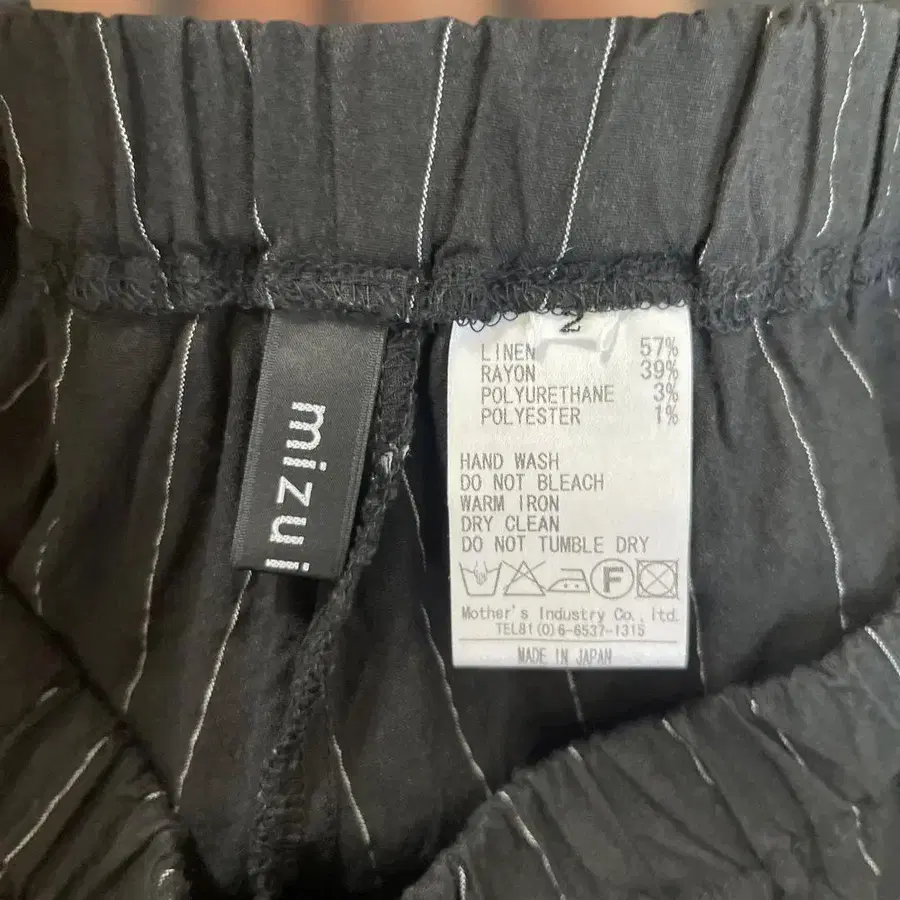 mizuiro ind
2
LINEN 57%
RAYON 39%
POLYURETHANE 3%
POLYESTER 1%
HAND WASH
DO NOT BLEACH
WARM IRON
DRY CLEAN
DO NOT TUMBLE DRY
F
Mother's Industry Co., ltd.
TEL81(0)6-6537-1315
MADE IN JAPAN